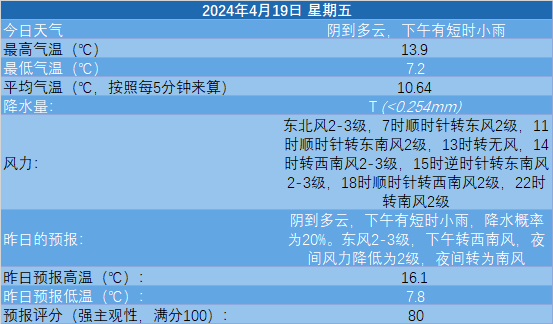 2024年4月19日 星期五
今日天气 阴到多云，下午有短时小雨
最高气温（℃） 13.9
最低气温（℃） 7.2
平均气温（℃，按照每5分钟来算） 10.64
降水量： T (<0.254mm)
风力：
东北风2-3级，7时顺时针转东风2级，11
时顺时针转东南风2级，13时转无风，14
时转西南风2-3级，15时逆时针转东南风
2-3级，18时顺时针转西南风2级，22时
转南风2级
昨日的预报：
阴到多云，下午有短时小雨，降水概率
为20%。东风2-3级，下午转西南风，夜
间风力降低为2级，夜间转为南风
昨日预报高温（℃）： 16.1
昨日预报低温（℃）： 7.8
预报评分（强主观性，满分100）： 80